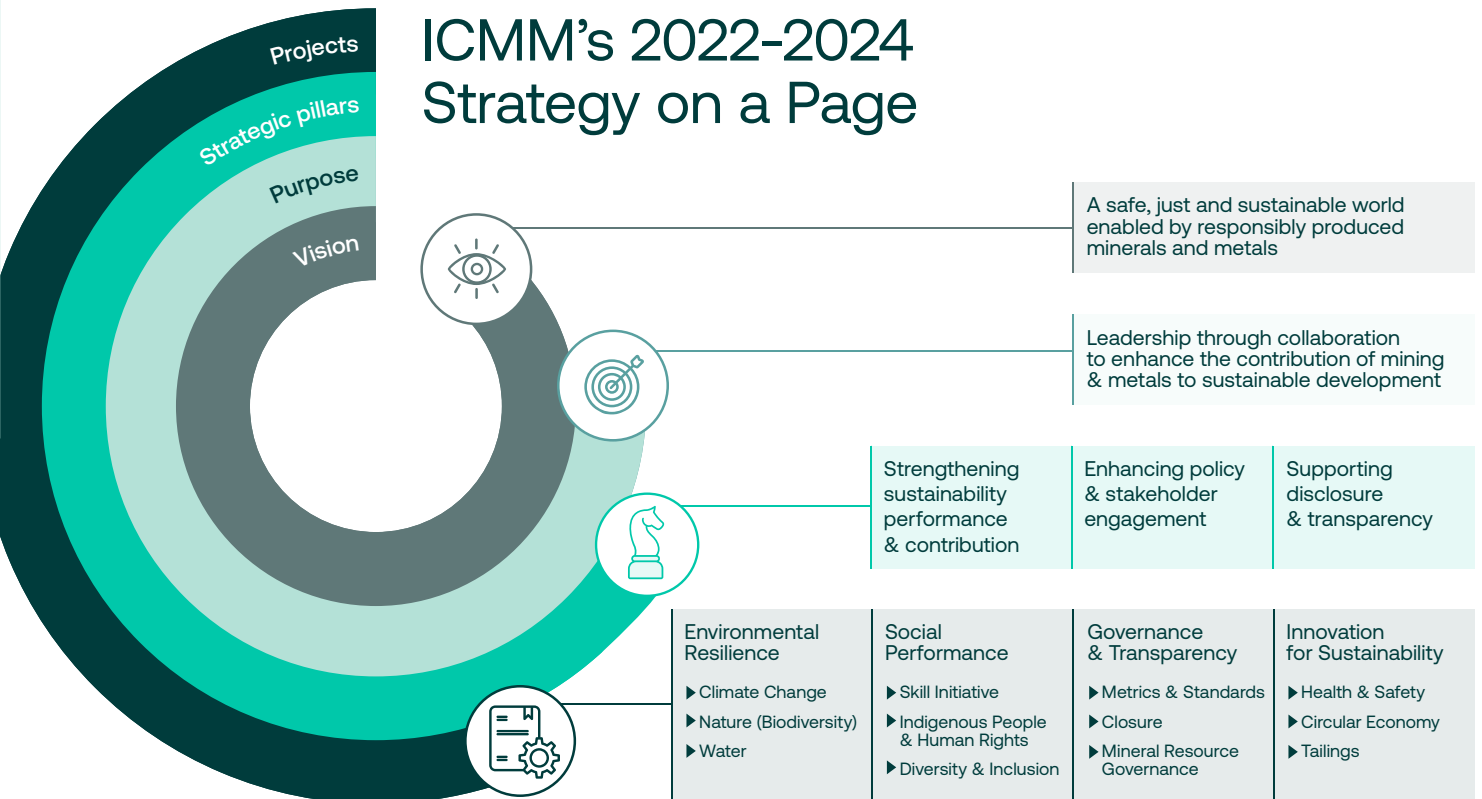 ICMM’s 2022-2024
Strategy on a Page
Projects
Strategic pillars
Purpose
Vision
A safe, just and sustainable world
enabled by responsibly produced
minerals and metals
Leadership through collaboration
to enhance the contribution of mining
& metals to sustainable development
Strengthening
sustainability
performance
& contribution
Enhancing policy
& stakeholder
engagement
Supporting
disclosure
& transparency
Environmental
Resilience
Climate Change
Nature (Biodiversity)
Water
Social
Performance
Skill Initiative
Indigenous People
& Human Rights
Diversity & Inclusion
Governance
& Transparency
Metrics & Standards
Closure
Mineral Resource
Governance
Innovation
for Sustainability
Health & Safety
Circular Economy
Tailings